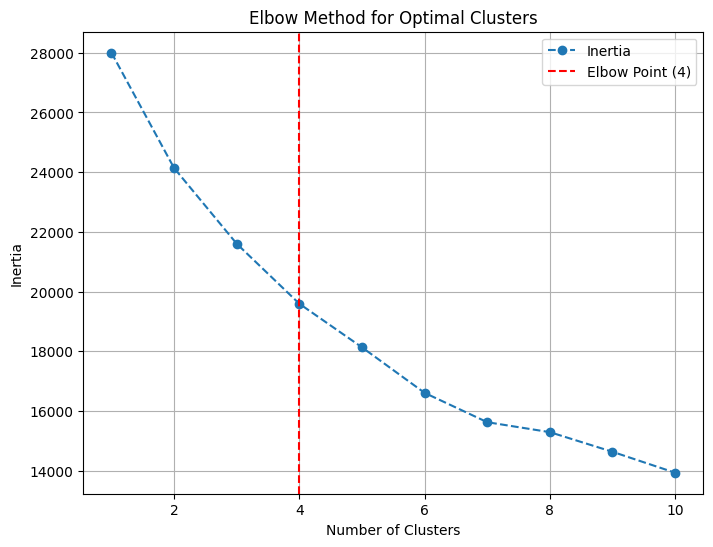 Elbow Method for Optimal Clusters
Inertia
Elbow Point (4)
28000
26000
24000
22000
20000
18000
16000
14000
Inertia
2
4
6
8
10
Number of Clusters